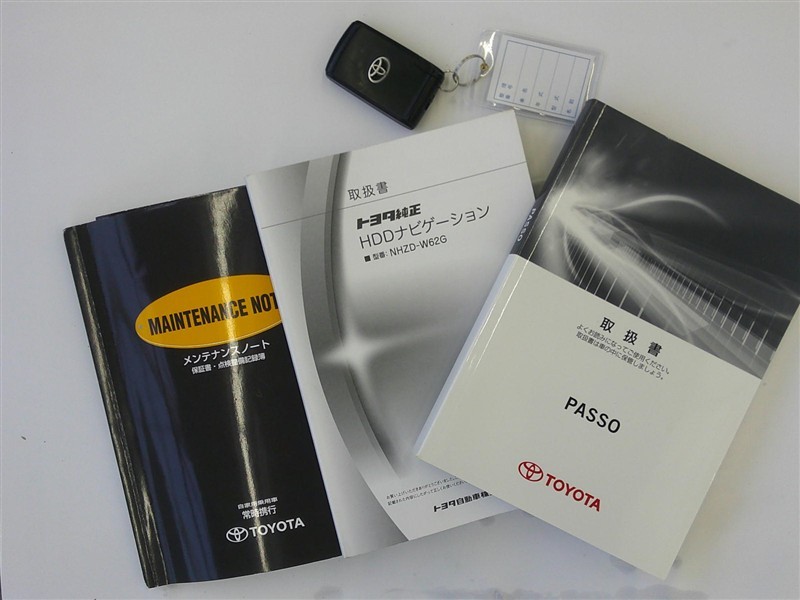 MAINTENANCE NOT
メンテナンスノート
保証書・点検整備記録簿
自家用乗用車
常時携行
TOYOTA
取扱書
トヨタ純正
HDDナビゲーション
■ 型番：NHZD-W62G
トヨタ自動車株
PASSO
取扱書
よくお読みになってご使用ください。
取扱書は車の中に保管しましょう。
PASSO
TOYOTA